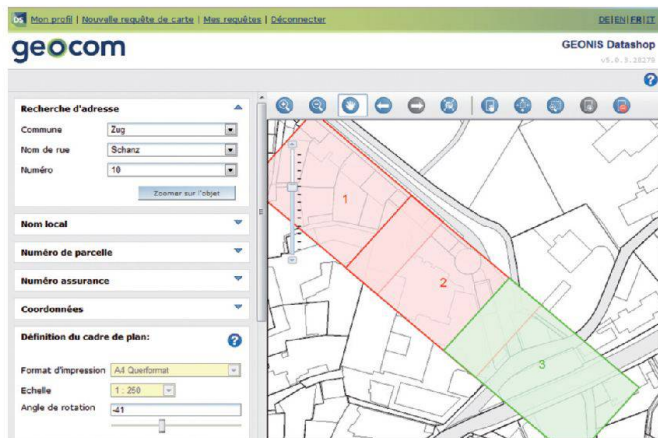 DS Mon profil | Nouvelle requête de carte | Mes requêtes | Déconnecter DE|EN|FR|IT
geocom
GEONIS Datashop
?
Recherche d'adresse
Commune Zug
Nom de rue Schanz
Numéro 10
Zoomer sur l'objet
Nom local
Numéro de parcelle
Numéro assurance
Coordonnées
Définition du cadre de plan: ?
Format d'impression A4 Querformat
Echelle 1 : 250
Angle de rotation -41
1
2
3